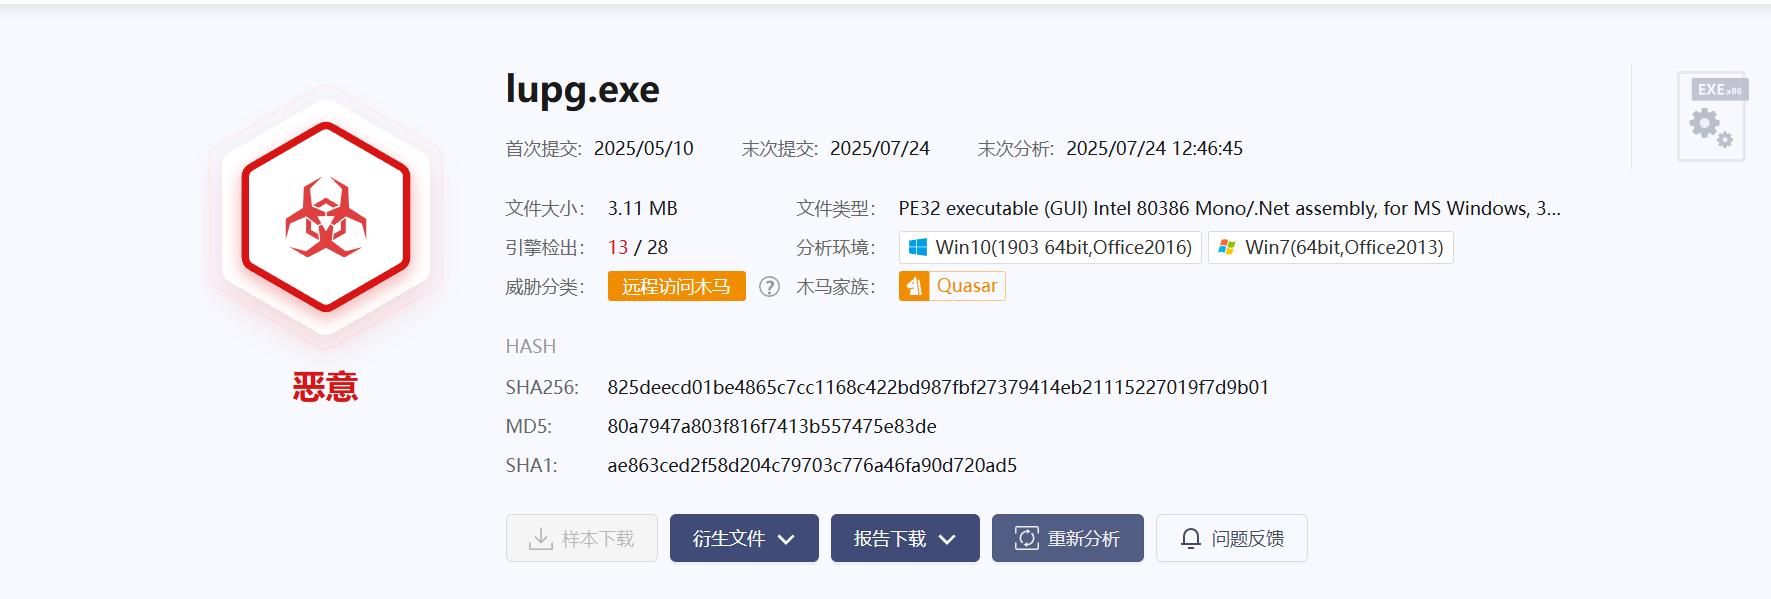 lupg.exe
EXE x86
首次提交: 2025/05/10 末次提交: 2025/07/24 末次分析: 2025/07/24 12:46:45
文件大小: 3.11 MB 文件类型: PE32 executable (GUI) Intel 80386 Mono/.Net assembly, for MS Windows, 3...
引擎检出: 13 / 28 分析环境: Win10(1903 64bit,Office2016) Win7(64bit,Office2013)
威胁分类: 远程访问木马 ? 木马家族: Quasar
恶意
HASH
SHA256: 825deecd01be4865c7cc1168c422bd987fbf27379414eb21115227019f7d9b01
MD5: 80a7947a803f816f7413b557475e83de
SHA1: ae863ced2f58d204c79703c776a46fa90d720ad5
样本下载 衍生文件 报告下载 重新分析 问题反馈